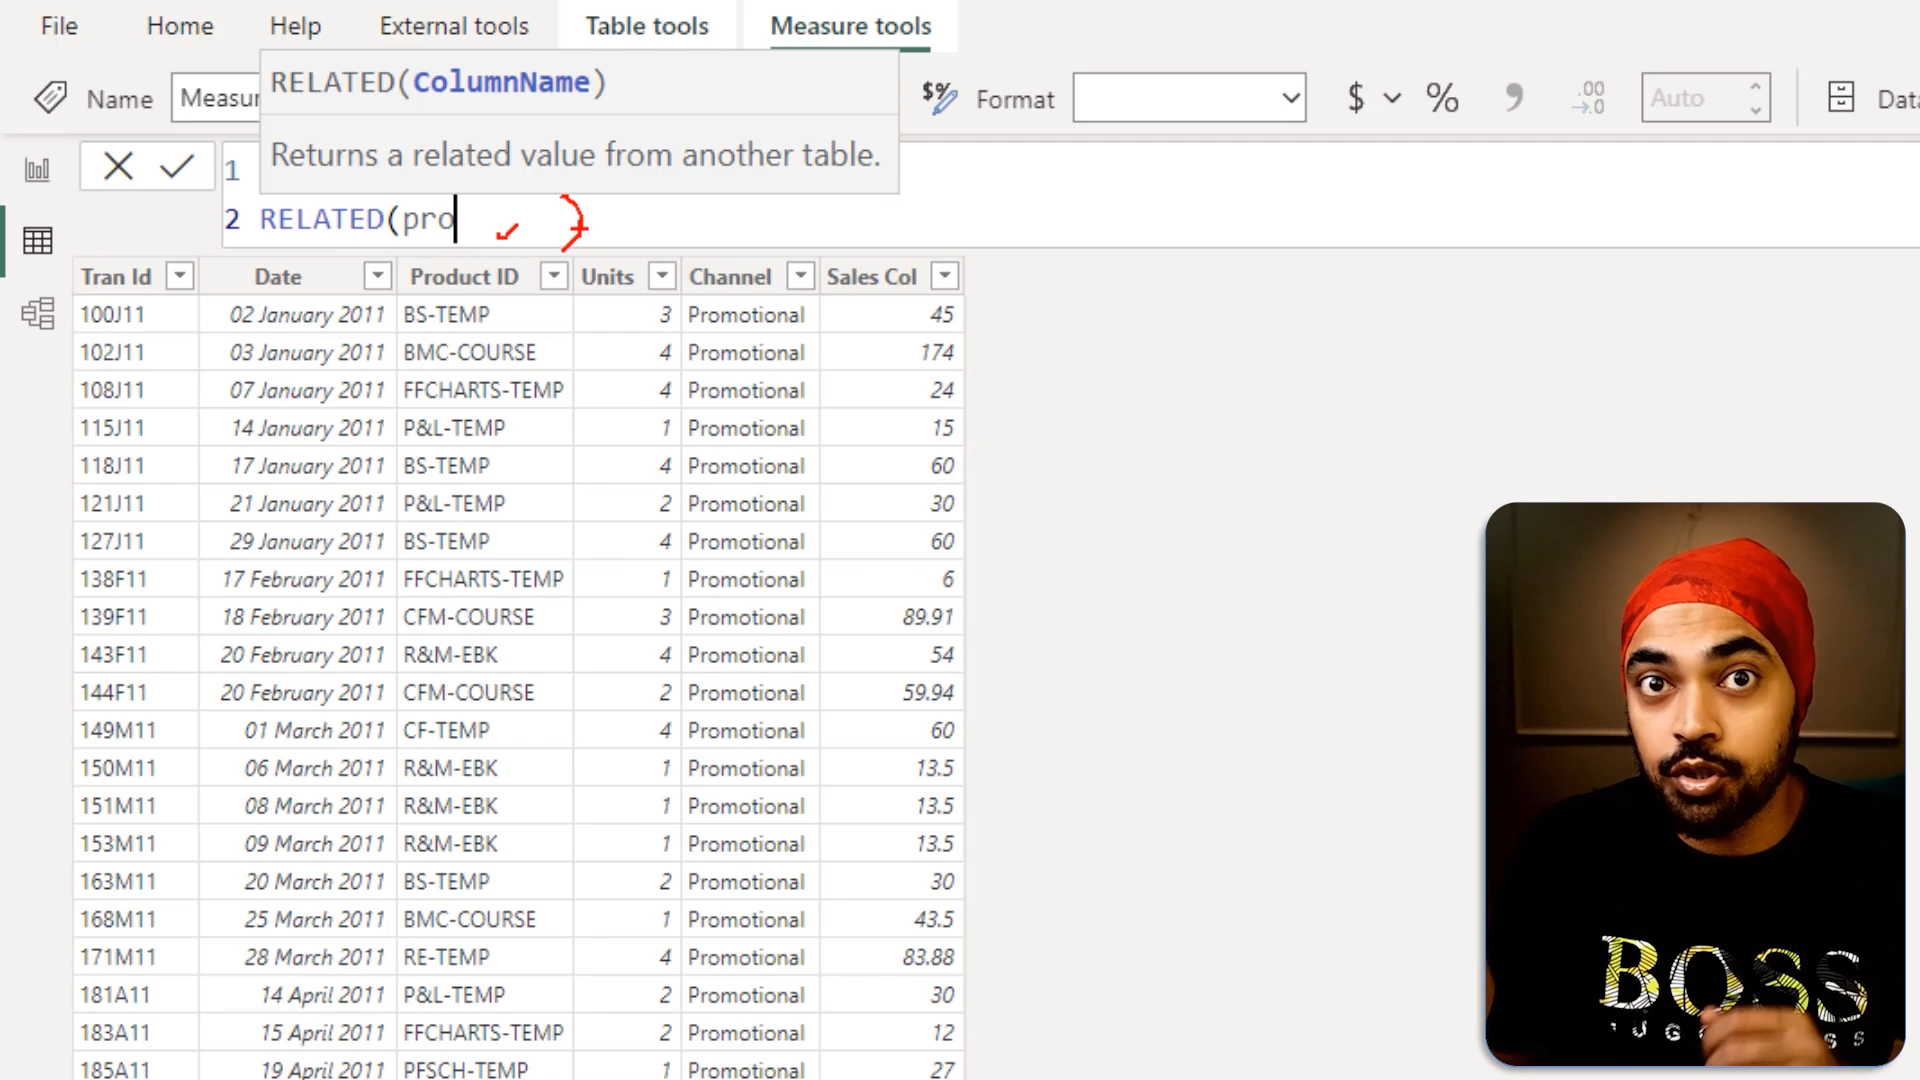 File Home Help External tools Table tools Measure tools
RELATED(ColumnName)
Name Measur Format $ % , .00 →.0 Auto Data
Returns a related value from another table.
1
2 RELATED(pro )
Tran Id Date Product ID Units Channel Sales Col
100J11 02 January 2011 BS-TEMP 3 Promotional 45
102J11 03 January 2011 BMC-COURSE 4 Promotional 174
108J11 07 January 2011 FFCHARTS-TEMP 4 Promotional 24
115J11 14 January 2011 P&L-TEMP 1 Promotional 15
118J11 17 January 2011 BS-TEMP 4 Promotional 60
121J11 21 January 2011 P&L-TEMP 2 Promotional 30
127J11 29 January 2011 BS-TEMP 4 Promotional 60
138F11 17 February 2011 FFCHARTS-TEMP 1 Promotional 6
139F11 18 February 2011 CFM-COURSE 3 Promotional 89.91
143F11 20 February 2011 R&M-EBK 4 Promotional 54
144F11 20 February 2011 CFM-COURSE 2 Promotional 59.94
149M11 01 March 2011 CF-TEMP 4 Promotional 60
150M11 06 March 2011 R&M-EBK 1 Promotional 13.5
151M11 08 March 2011 R&M-EBK 1 Promotional 13.5
153M11 09 March 2011 R&M-EBK 1 Promotional 13.5
163M11 20 March 2011 BS-TEMP 2 Promotional 30
168M11 25 March 2011 BMC-COURSE 1 Promotional 43.5
171M11 28 March 2011 RE-TEMP 4 Promotional 83.88
181A11 14 April 2011 P&L-TEMP 2 Promotional 30
183A11 15 April 2011 FFCHARTS-TEMP 2 Promotional 12
185A11 19 April 2011 PFSCH-TEMP 1 Promotional 27
BOSS